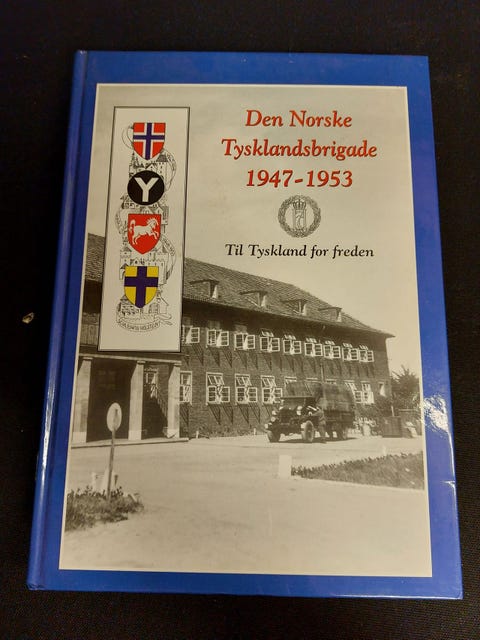 Den Norske
Tysklandsbrigade
1947-1953
Y
Til Tyskland for freden